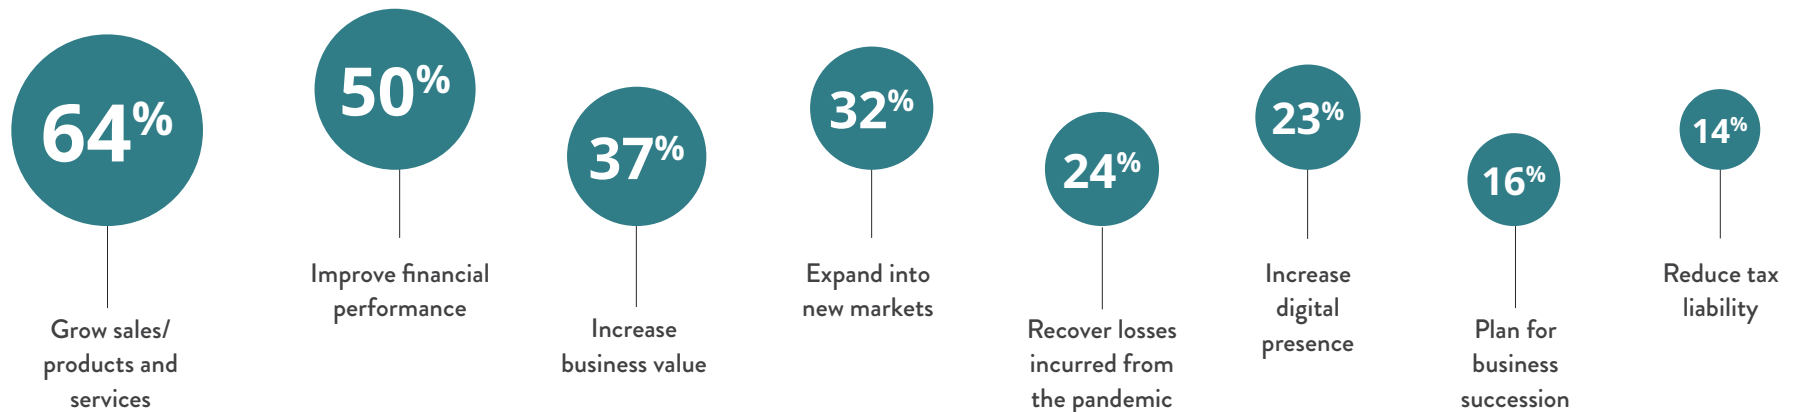 64%
Grow sales/
products and
services
50%
Improve financial
performance
37%
Increase
business value
32%
Expand into
new markets
24%
Recover losses
incurred from
the pandemic
23%
Increase
digital
presence
16%
Plan for
business
succession
14%
Reduce tax
liability